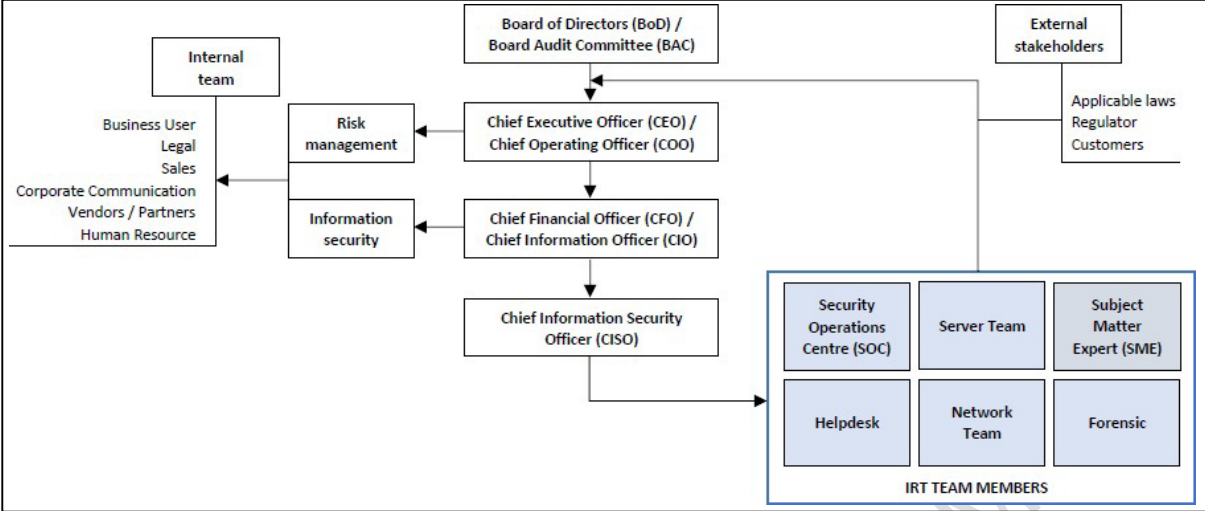 Board of Directors (BoD) /
Board Audit Committee (BAC)
External
stakeholders
Internal
team
Applicable laws
Regulator
Customers
Business User
Legal
Sales
Corporate Communication
Vendors / Partners
Human Resource
Risk
management
Chief Executive Officer (CEO) /
Chief Operating Officer (COO)
Information
security
Chief Financial Officer (CFO) /
Chief Information Officer (CIO)
Chief Information Security
Officer (CISO)
Security
Operations
Centre (SOC)
Server Team
Subject
Matter
Expert (SME)
Helpdesk
Network
Team
Forensic
IRT TEAM MEMBERS